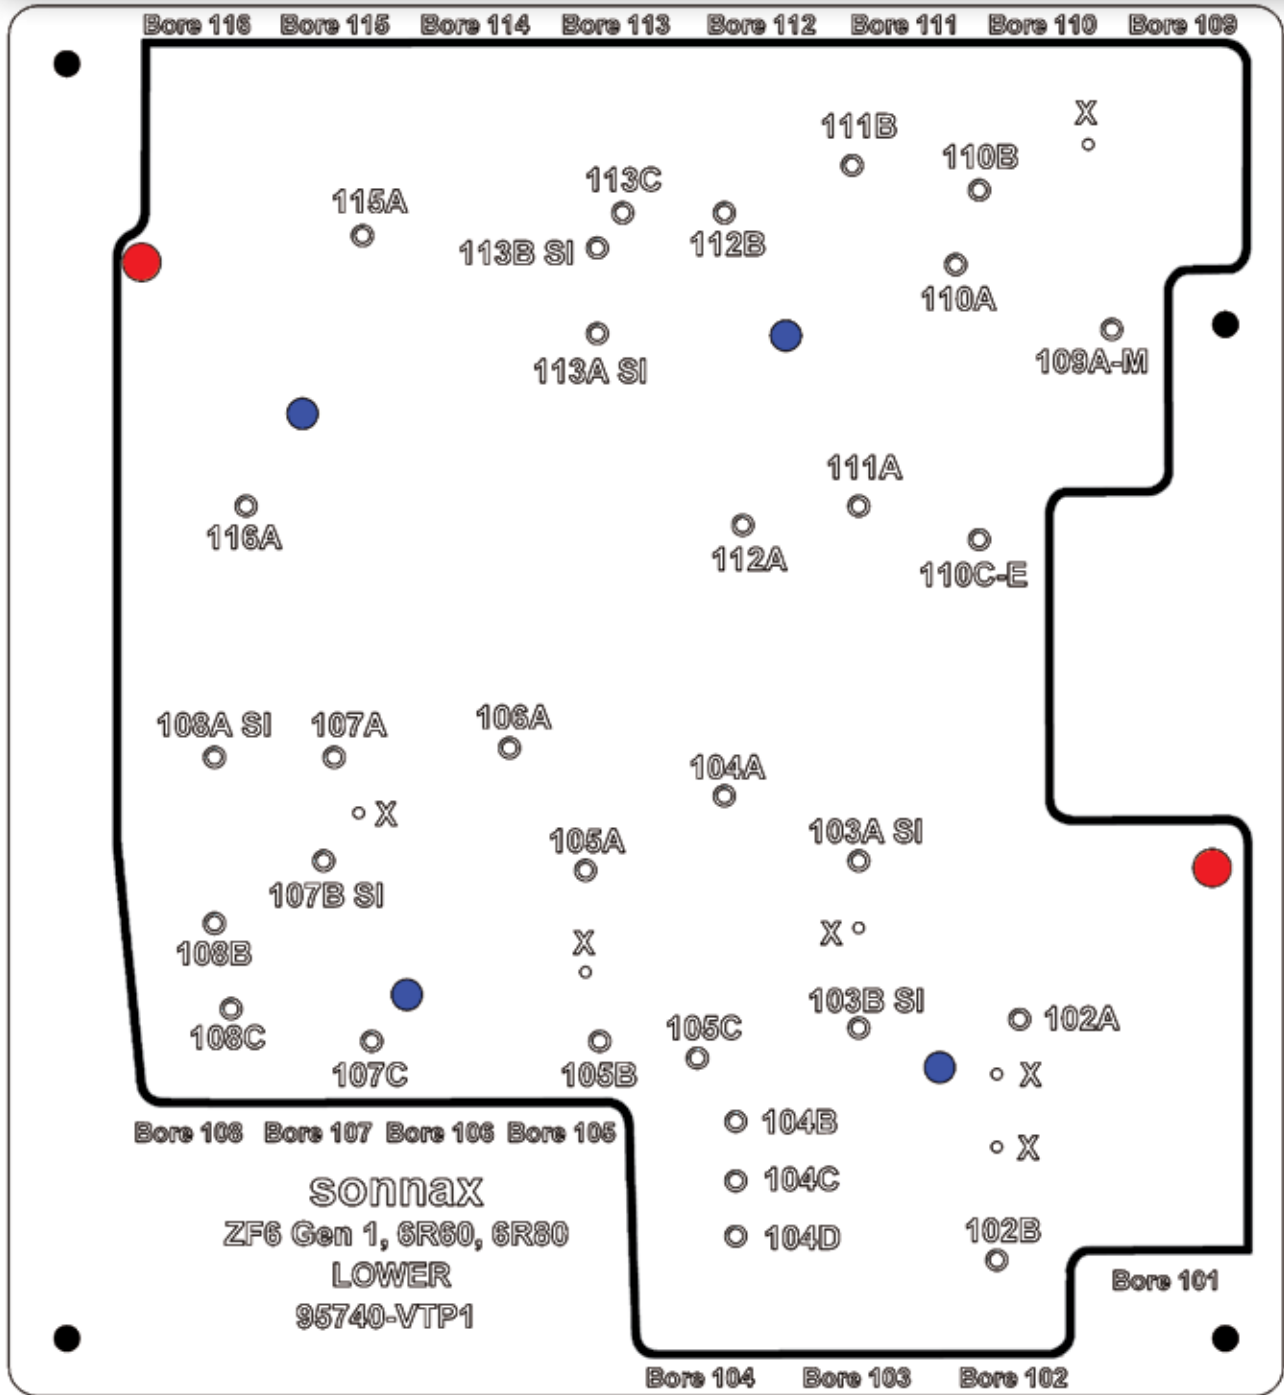 Bore 116 Bore 115 Bore 114 Bore 113 Bore 112 Bore 111 Bore 110 Bore 109
X
111B
110B
113C
115A
113B SI
112B
110A
109A-M
113A SI
111A
116A
112A
110C-E
108A SI 107A
106A
104A
X
103A SI
105A
107B SI
X
X
108B
103B SI
102A
105C
108C
107C
105B
X
104B
Bore 108 Bore 107 Bore 106 Bore 105
X
104C
sonnax
ZF6 Gen 1, 6R60, 6R80
104D
102B
LOWER
Bore 101
95740-VTP1
Bore 104 Bore 103 Bore 102